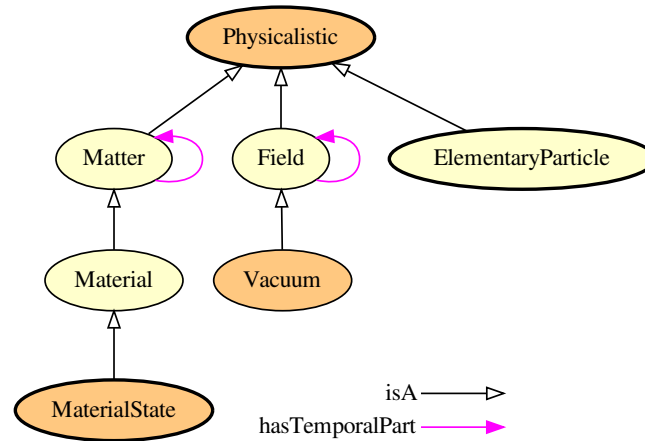 Physicalistic
Matter
Field
ElementaryParticle
Material
Vacuum
MaterialState
isA
hasTemporalPart